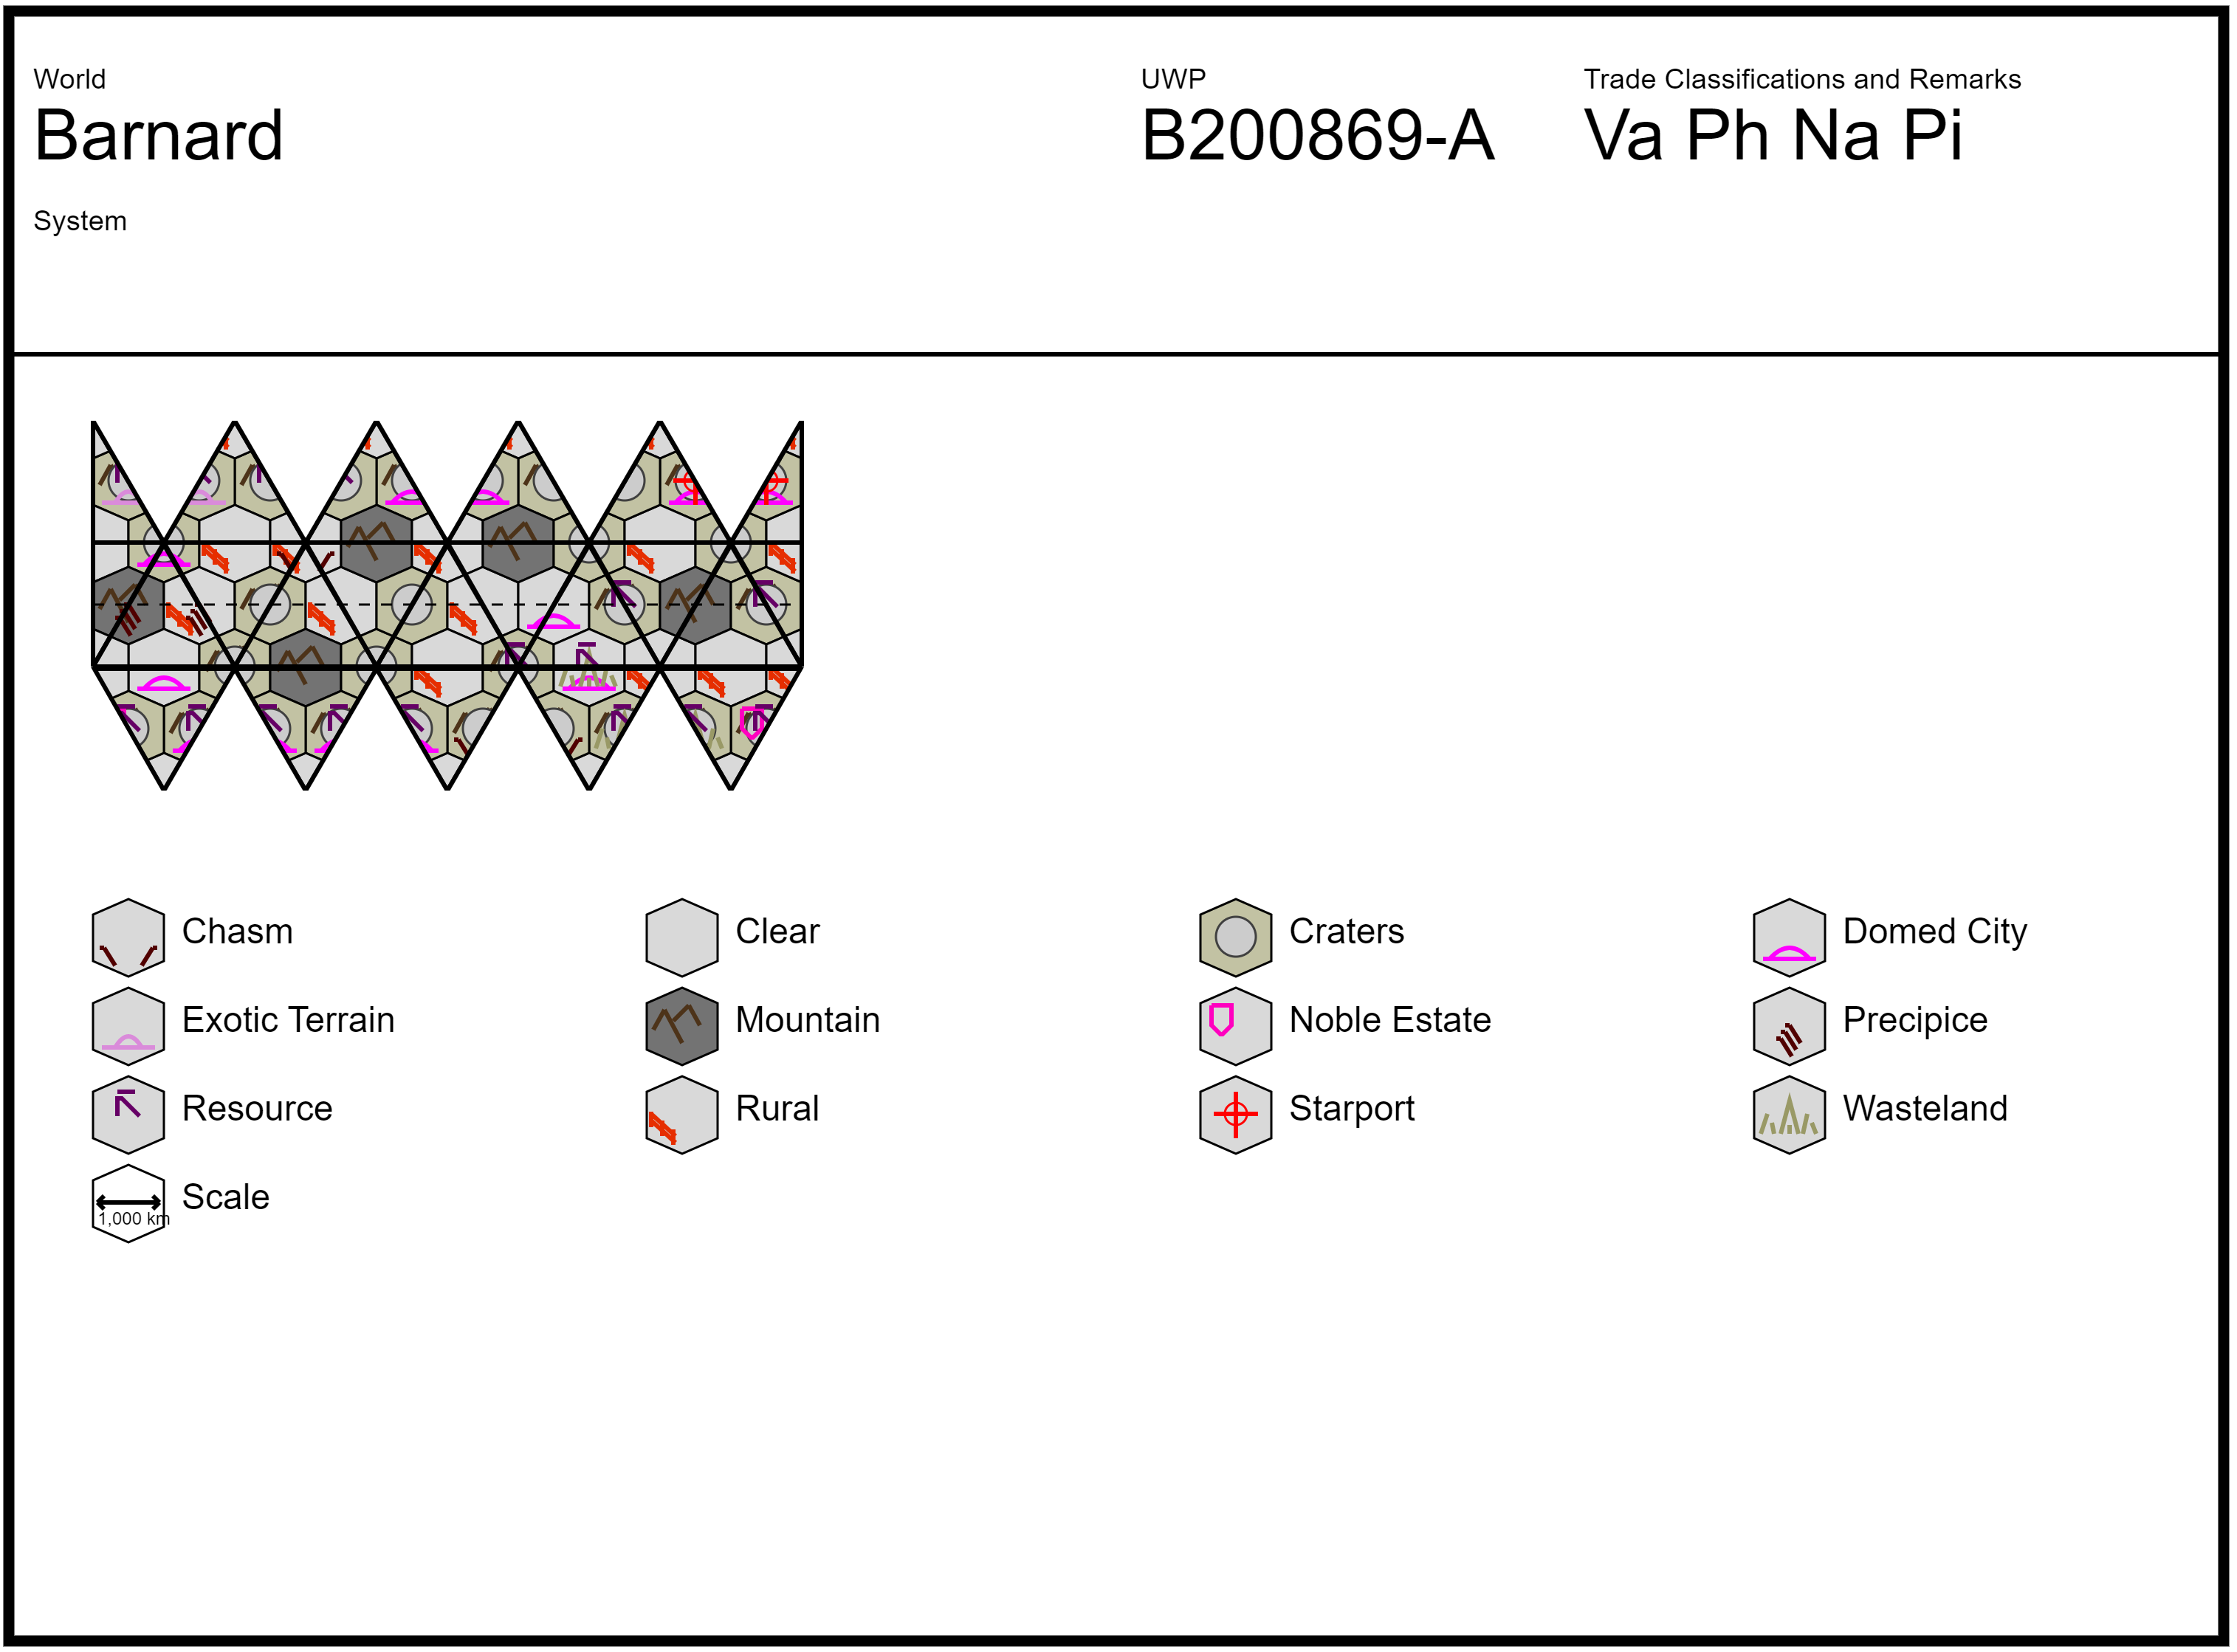 World UWP Trade Classifications and Remarks
Barnard B200869-A Va Ph Na Pi
System
Chasm Clear Craters Domed City
Exotic Terrain Mountain Noble Estate Precipice
Resource Rural Starport Wasteland
Scale
1,000 km